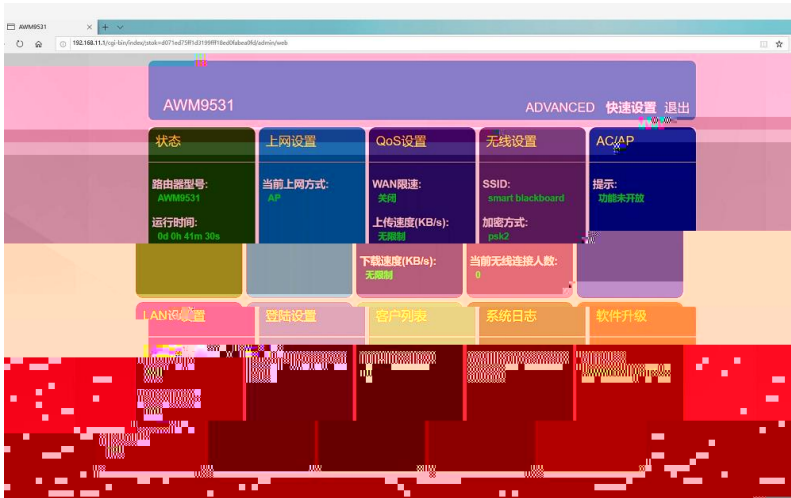 AWM9531
192.168.11.1/cgi-bin/index/stok=d071ed75ff1d3199fff18ed0fabea0fd/admin/web
AWM9531
ADVANCED 快速设置 退出
状态
路由器型号:
AWM9531
运行时间:
0d 0h 41m 30s
上网设置
当前上网方式:
AP
QoS设置
WAN限速:
关闭
上传速度(KB/s):
无限制
下载速度(KB/s):
无限制
无线设置
SSID:
smart blackboard
加密方式:
psk2
当前无线连接人数:
0
AC/AP
提示:
功能未开放
LAN设置
登陆设置
客户列表
系统日志
软件升级